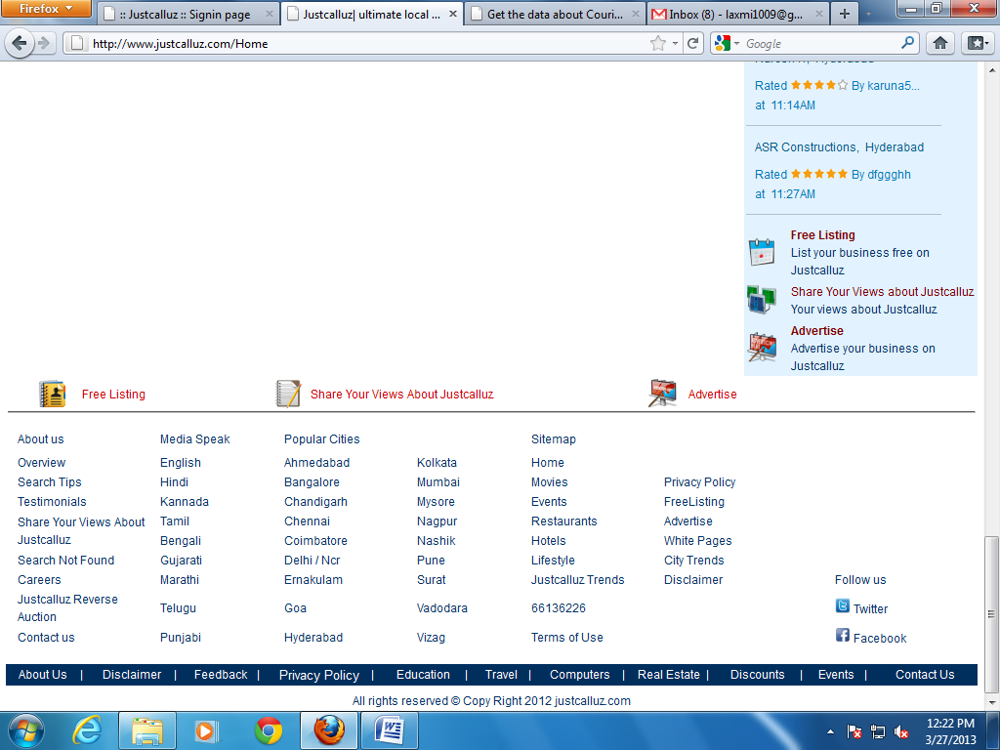 Firefox
:: Justcalluz :: Signin page
Justcalluz| ultimate local ...
Get the data about Couri...
Inbox (8) - laxmi1009@g...
http://www.justcalluz.com/Home
Google
Rated By karuna5...
at 11:14AM
ASR Constructions, Hyderabad
Rated By dfggghh
at 11:27AM
Free Listing
List your business free on
Justcalluz
Share Your Views about Justcalluz
Your views about Justcalluz
Advertise
Advertise your business on
Justcalluz
Free Listing
Share Your Views About Justcalluz
Advertise
About us Media Speak Popular Cities Sitemap
Overview English Ahmedabad Kolkata Home
Search Tips Hindi Bangalore Mumbai Movies Privacy Policy
Testimonials Kannada Chandigarh Mysore Events FreeListing
Share Your Views About
Justcalluz
Tamil Chennai Nagpur Restaurants Advertise
Bengali Coimbatore Nashik Hotels White Pages
Search Not Found Gujarati Delhi / Ncr Pune Lifestyle City Trends
Careers Marathi Ernakulam Surat Justcalluz Trends Disclaimer Follow us
Justcalluz Reverse
Auction
Telugu Goa Vadodara 66136226 Twitter
Contact us Punjabi Hyderabad Vizag Terms of Use Facebook
About Us | Disclaimer | Feedback | Privacy Policy | Education | Travel | Computers | Real Estate | Discounts | Events | Contact Us
All rights reserved © Copy Right 2012 justcalluz.com
12:22 PM
3/27/2013